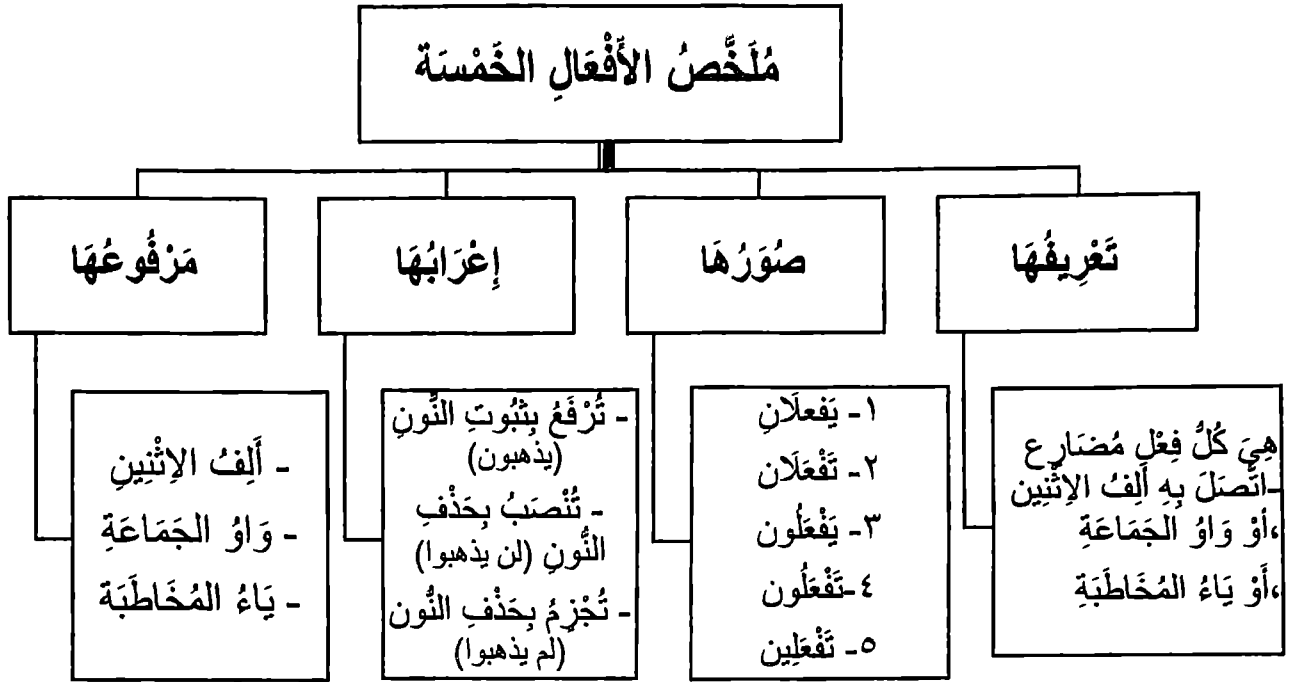 مُلَخَّصُ الأَفْعَالِ الخَمْسَة
تَعْرِيفُهَا
صُوَرُهَا
إِعْرَابُهَا
مَرْفُوعُهَا
هِيَ كُلُّ فِعْلٍ مُضَارِعٍ
-اتَّصَلَ بِهِ أَلِفُ الاِثْنِينِ
،أَوْ وَاوُ الجَمَاعَةِ
،أَوْ يَاءُ المُخَاطَبَةِ
١- يَفْعلَانِ
٢- تَفْعَلَان
٣- يَفْعَلُون
٤-تَفْعَلُون
٥- تَفْعَلِين
- تُرْفَعُ بِثُبُوتِ النُّونِ
(يذهبون)
- تُنْصَبُ بِحَذْفِ
النُّونِ (لن يذهبوا)
- تُجْزِمُ بِحَذْفِ النُّون
(لم يذهبوا)
- أَلِفُ الاِثْنِينِ
- وَاوُ الجَمَاعَةِ
- يَاءُ المُخَاطَبَة